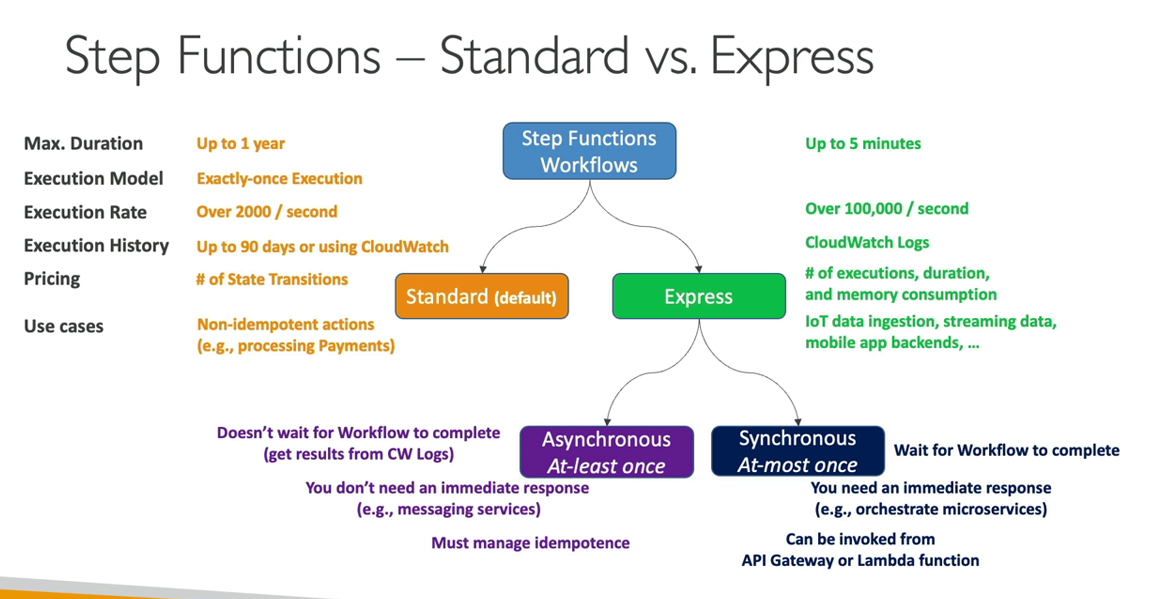 Step Functions – Standard vs. Express
Max. Duration
Up to 1 year
Execution Model
Exactly-once Execution
Execution Rate
Over 2000 / second
Execution History
Up to 90 days or using CloudWatch
Pricing
# of State Transitions
Use cases
Non-idempotent actions
(e.g., processing Payments)
Step Functions
Workflows
Standard (default)
Express
Up to 5 minutes
Over 100,000 / second
CloudWatch Logs
# of executions, duration,
and memory consumption
IoT data ingestion, streaming data,
mobile app backends, ...
Doesn't wait for Workflow to complete
(get results from CW Logs)
Asynchronous
At-least once
You don't need an immediate response
(e.g., messaging services)
Must manage idempotence
Synchronous
At-most once
Wait for Workflow to complete
You need an immediate response
(e.g., orchestrate microservices)
Can be invoked from
API Gateway or Lambda function